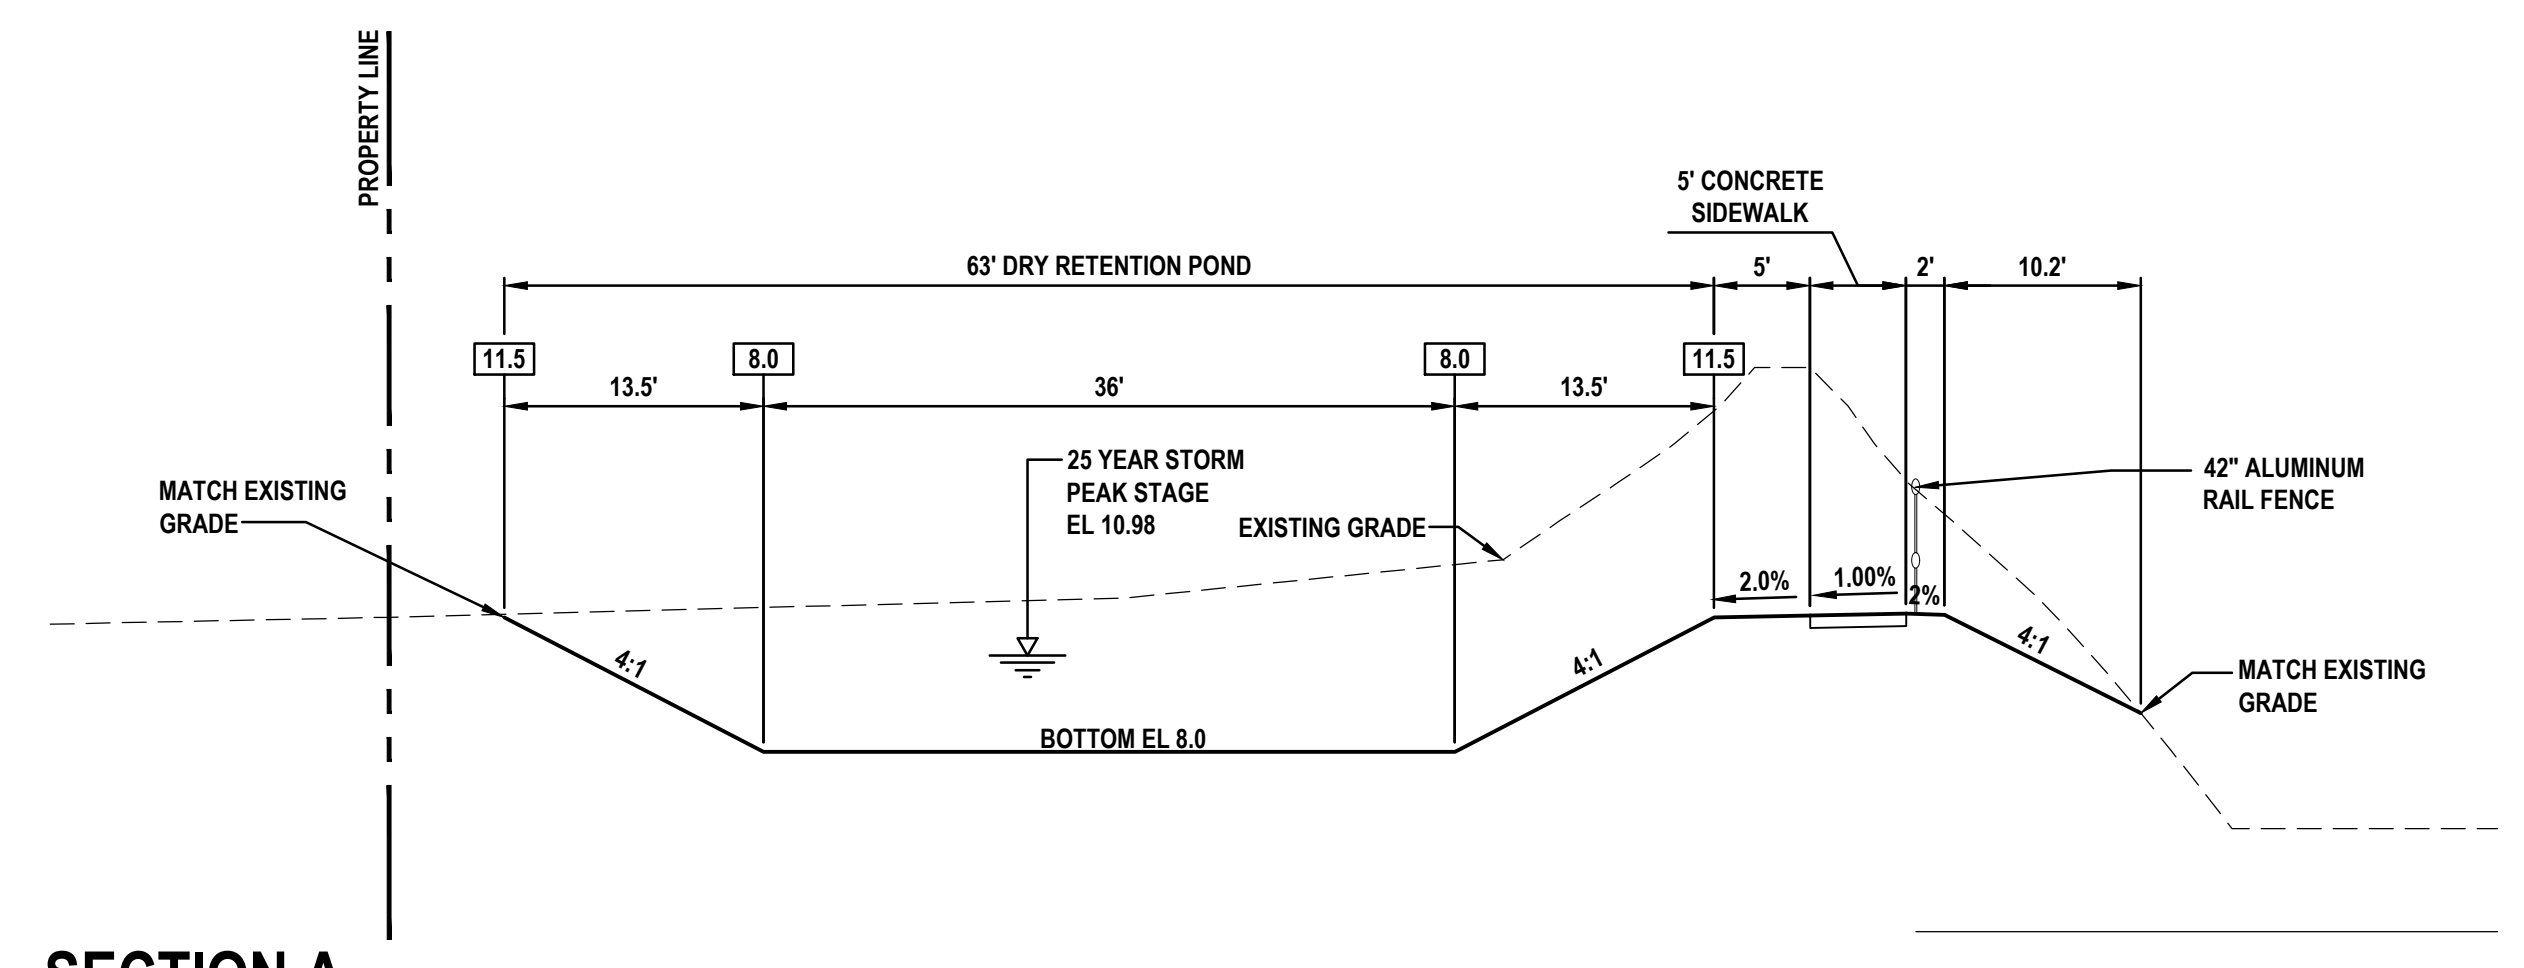 PROPERTY LINE
5' CONCRETE
SIDEWALK
63' DRY RETENTION POND
5'
2'
10.2'
11.5
8.0
8.0
11.5
13.5'
36'
13.5'
25 YEAR STORM
PEAK STAGE
EL 10.98
MATCH EXISTING
GRADE
EXISTING GRADE
42" ALUMINUM
RAIL FENCE
2.0%
1.00%
2%
4:1
4:1
4:1
MATCH EXISTING
GRADE
BOTTOM EL 8.0
SECTION A